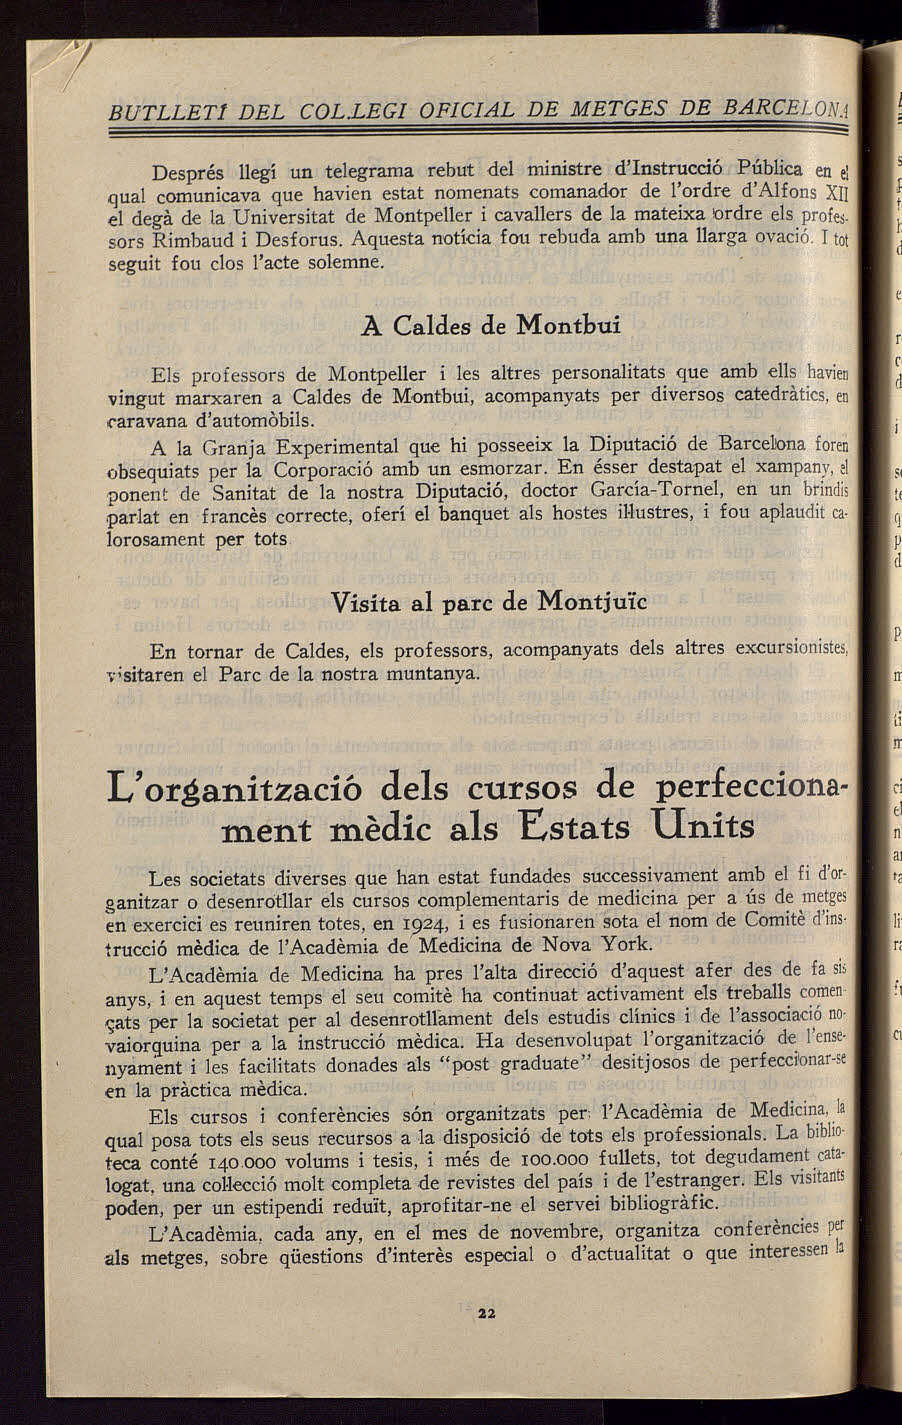 BUTLLETÍ DEL COL.LEGI OFICIAL DE METGES DE BARCELONA
Després llegí un telegrama rebut del ministre d'Instrucció Pública en el
qual comunicava que havien estat nomenats comanador de l'ordre d'Alfons XII
el degà de la Universitat de Montpeller i cavallers de la mateixa ordre els profes-
sors Rimbaud i Desforus. Aquesta notícia fou rebuda amb una llarga ovació. I tot
seguit fou clos l'acte solemne.
A Caldes de Montbui
Els professors de Montpeller i les altres personalitats que amb ells havien
vingut marxaren a Caldes de Montbui, acompanyats per diversos catedràtics, en
caravana d'automòbils.
A la Granja Experimental que hi posseeix la Diputació de Barcelona foren
obsequiats per la Corporació amb un esmorzar. En ésser destapat el xampany, el
ponent de Sanitat de la nostra Diputació, doctor García-Tornel, en un brindis
parlat en francès correcte, oferí el banquet als hostes il·lustres, i fou aplaudit ca-
lorosament per tots
Visita al parc de Montjuïc
En tornar de Caldes, els professors, acompanyats dels altres excursionistes,
v'sitaren el Parc de la nostra muntanya.
L'organització dels cursos de perfecciona-
ment mèdic als Estats Units
Les societats diverses que han estat fundades successivament amb el fi d'or-
ganitzar o desenrotllar els cursos complementaris de medicina per a ús de metges
en exercici es reuniren totes, en 1924, i es fusionaren sota el nom de Comitè d'ins-
trucció mèdica de l'Acadèmia de Medicina de Nova York.
L'Acadèmia de Medicina ha pres l'alta direcció d'aquest afer des de fa sis
anys, i en aquest temps el seu comitè ha continuat activament els treballs comen-
çats per la societat per al desenrotllament dels estudis clínics i de l'associació no-
vaiorquina per a la instrucció mèdica. Ha desenvolupat l'organització de l'ense-
nyament i les facilitats donades als "post graduate" desitjosos de perfeccionar-se
en la pràctica mèdica.
Els cursos i conferències són organitzats per l'Acadèmia de Medicina, la
qual posa tots els seus recursos a la disposició de tots els professionals. La biblio-
teca conté 140.000 volums i tesis, i més de 100.000 fullets, tot degudament cata-
logat, una col·lecció molt completa de revistes del país i de l'estranger. Els visitants
poden, per un estipendi reduït, aprofitar-ne el servei bibliogràfic.
L'Acadèmia, cada any, en el mes de novembre, organitza conferències per
als metges, sobre qüestions d'interès especial o d'actualitat o que interessen la
22